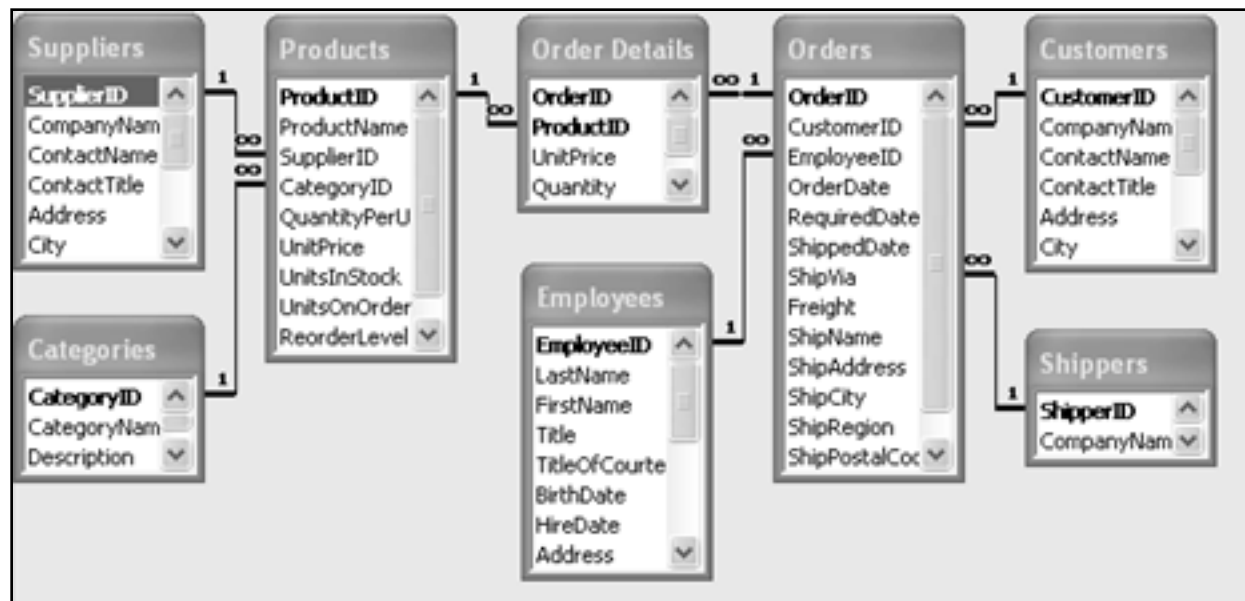 Suppliers
SupplierID
CompanyNam
ContactName
ContactTitle
Address
City
Products
ProductID
ProductName
SupplierID
CategoryID
QuantityPerU
UnitPrice
UnitsInStock
UnitsOnOrder
ReorderLevel
Order Details
OrderID
ProductID
UnitPrice
Quantity
Orders
OrderID
CustomerID
EmployeeID
OrderDate
RequiredDate
ShippedDate
ShipVia
Freight
ShipName
ShipAddress
ShipCity
ShipRegion
ShipPostalCoc
Customers
CustomerID
CompanyNam
ContactName
ContactTitle
Address
City
Categories
CategoryID
CategoryNam
Description
Employees
EmployeeID
LastName
FirstName
Title
TitleOfCourte
BirthDate
HireDate
Address
Shippers
ShipperID
CompanyNam
1
∞
∞
1
1
∞
∞ 1
∞
1
∞
1
∞
1